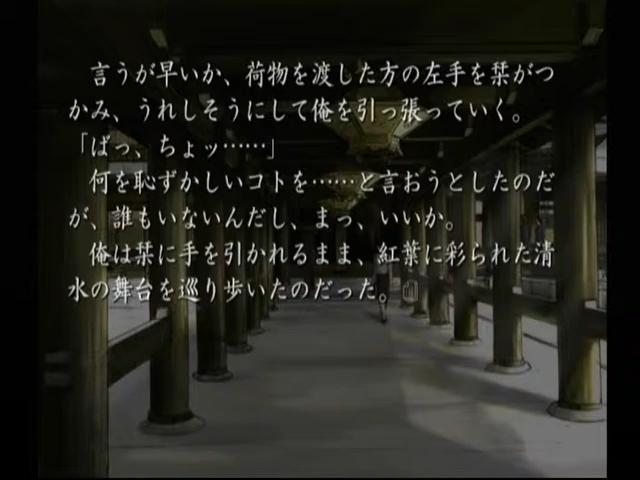 言うが早いか、荷物を渡した方の左手を栞がつ
かみ、うれしそうにして俺を引っ張っていく。
「ばっ、ちょッ……」
　何を恥ずかしいコトを……と言おうとしたのだ
が、誰もいないんだし、まっ、いいか。
　俺は栞に手を引かれるまま、紅葉に彩られた清
水の舞台を巡り歩いたのだった。